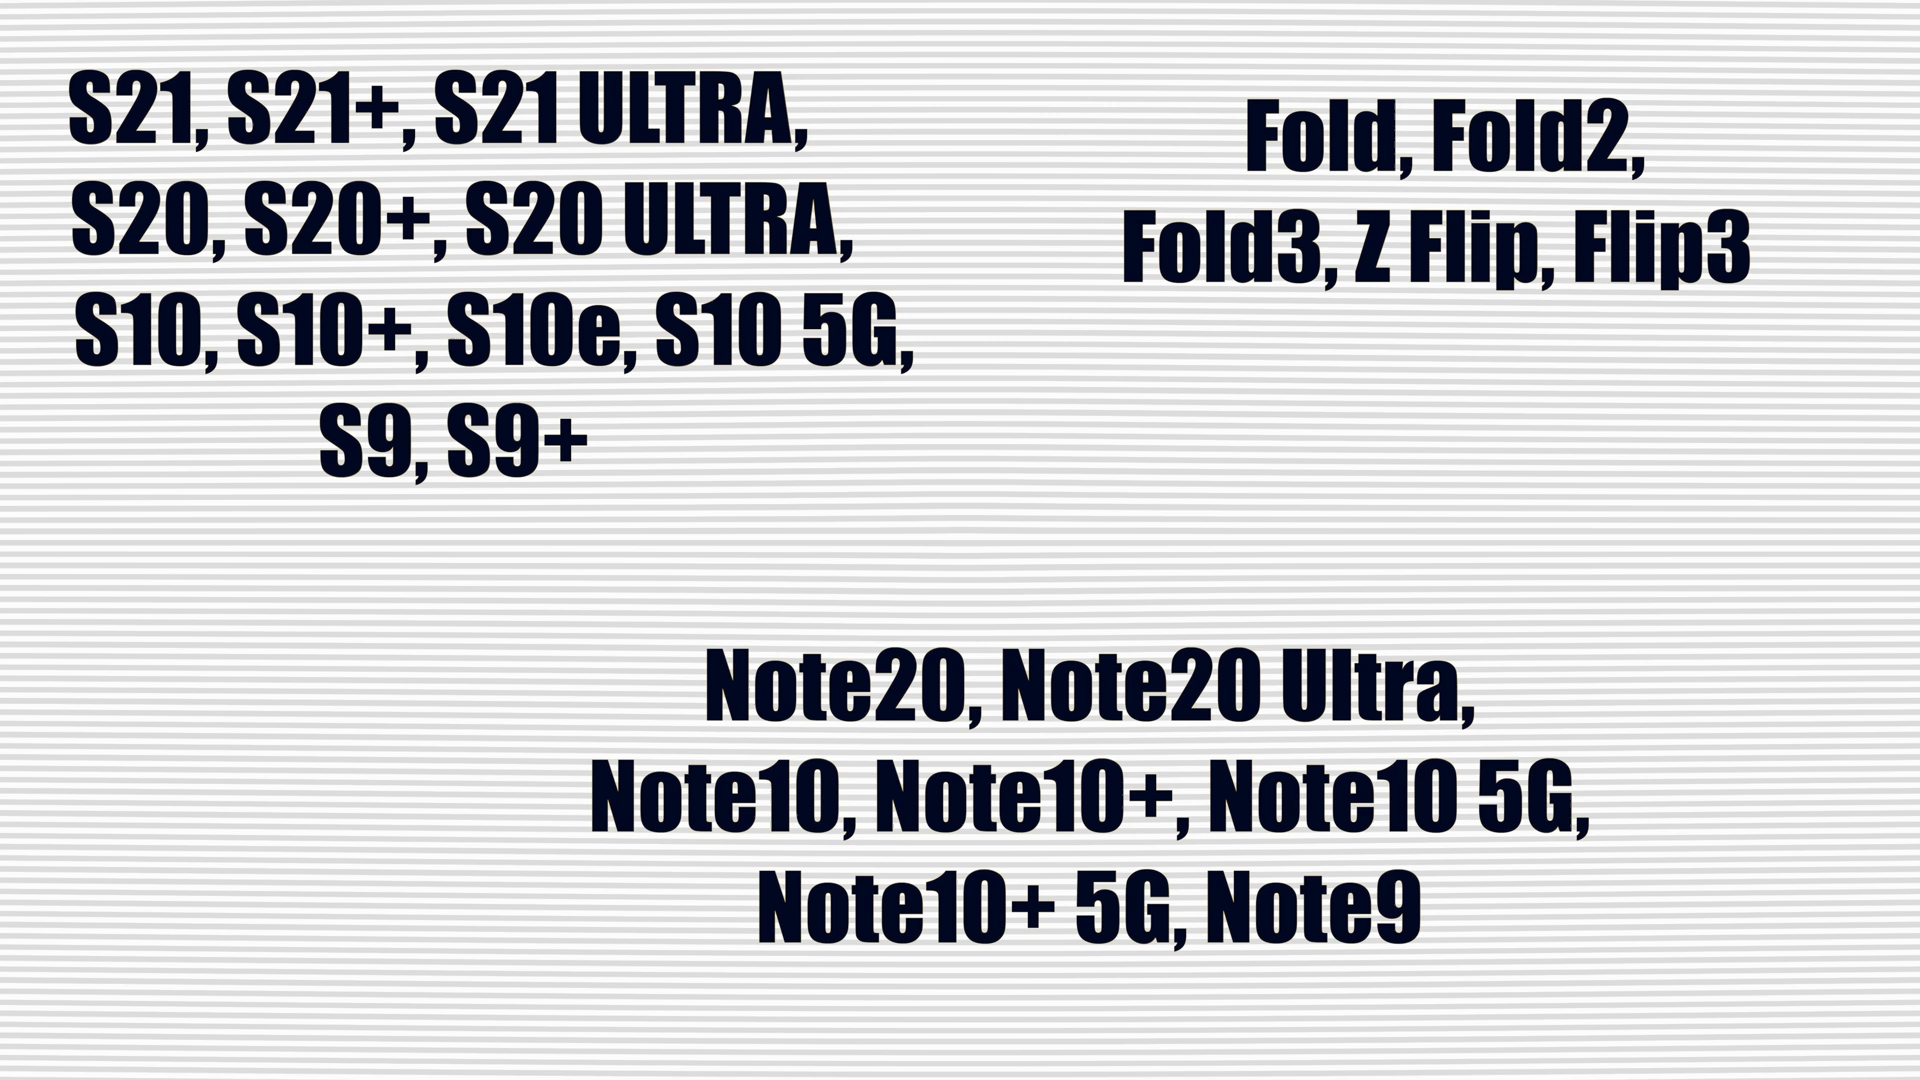 S21, S21+, S21 ULTRA,
S20, S20+, S20 ULTRA,
S10, S10+, S10e, S10 5G,
S9, S9+
Fold, Fold2,
Fold3, Z Flip, Flip3
Note20, Note20 Ultra,
Note10, Note10+, Note10 5G,
Note10+ 5G, Note9